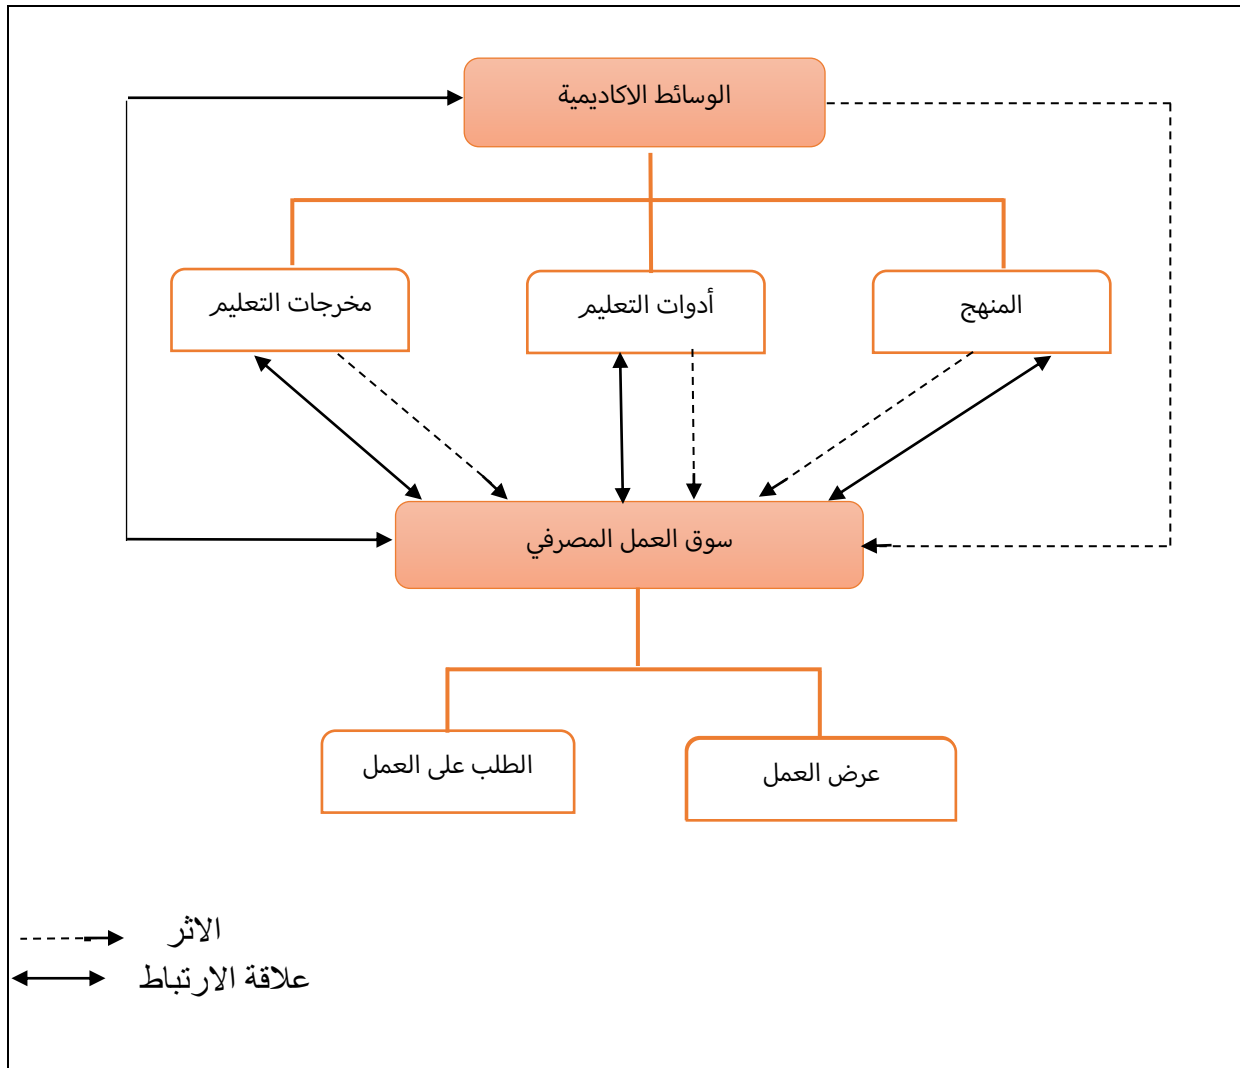 الوسائط الاكاديمية
المنهج
أدوات التعليم
مخرجات التعليم
سوق العمل المصرفي
عرض العمل
الطلب على العمل
الاثر
علاقة الارتباط